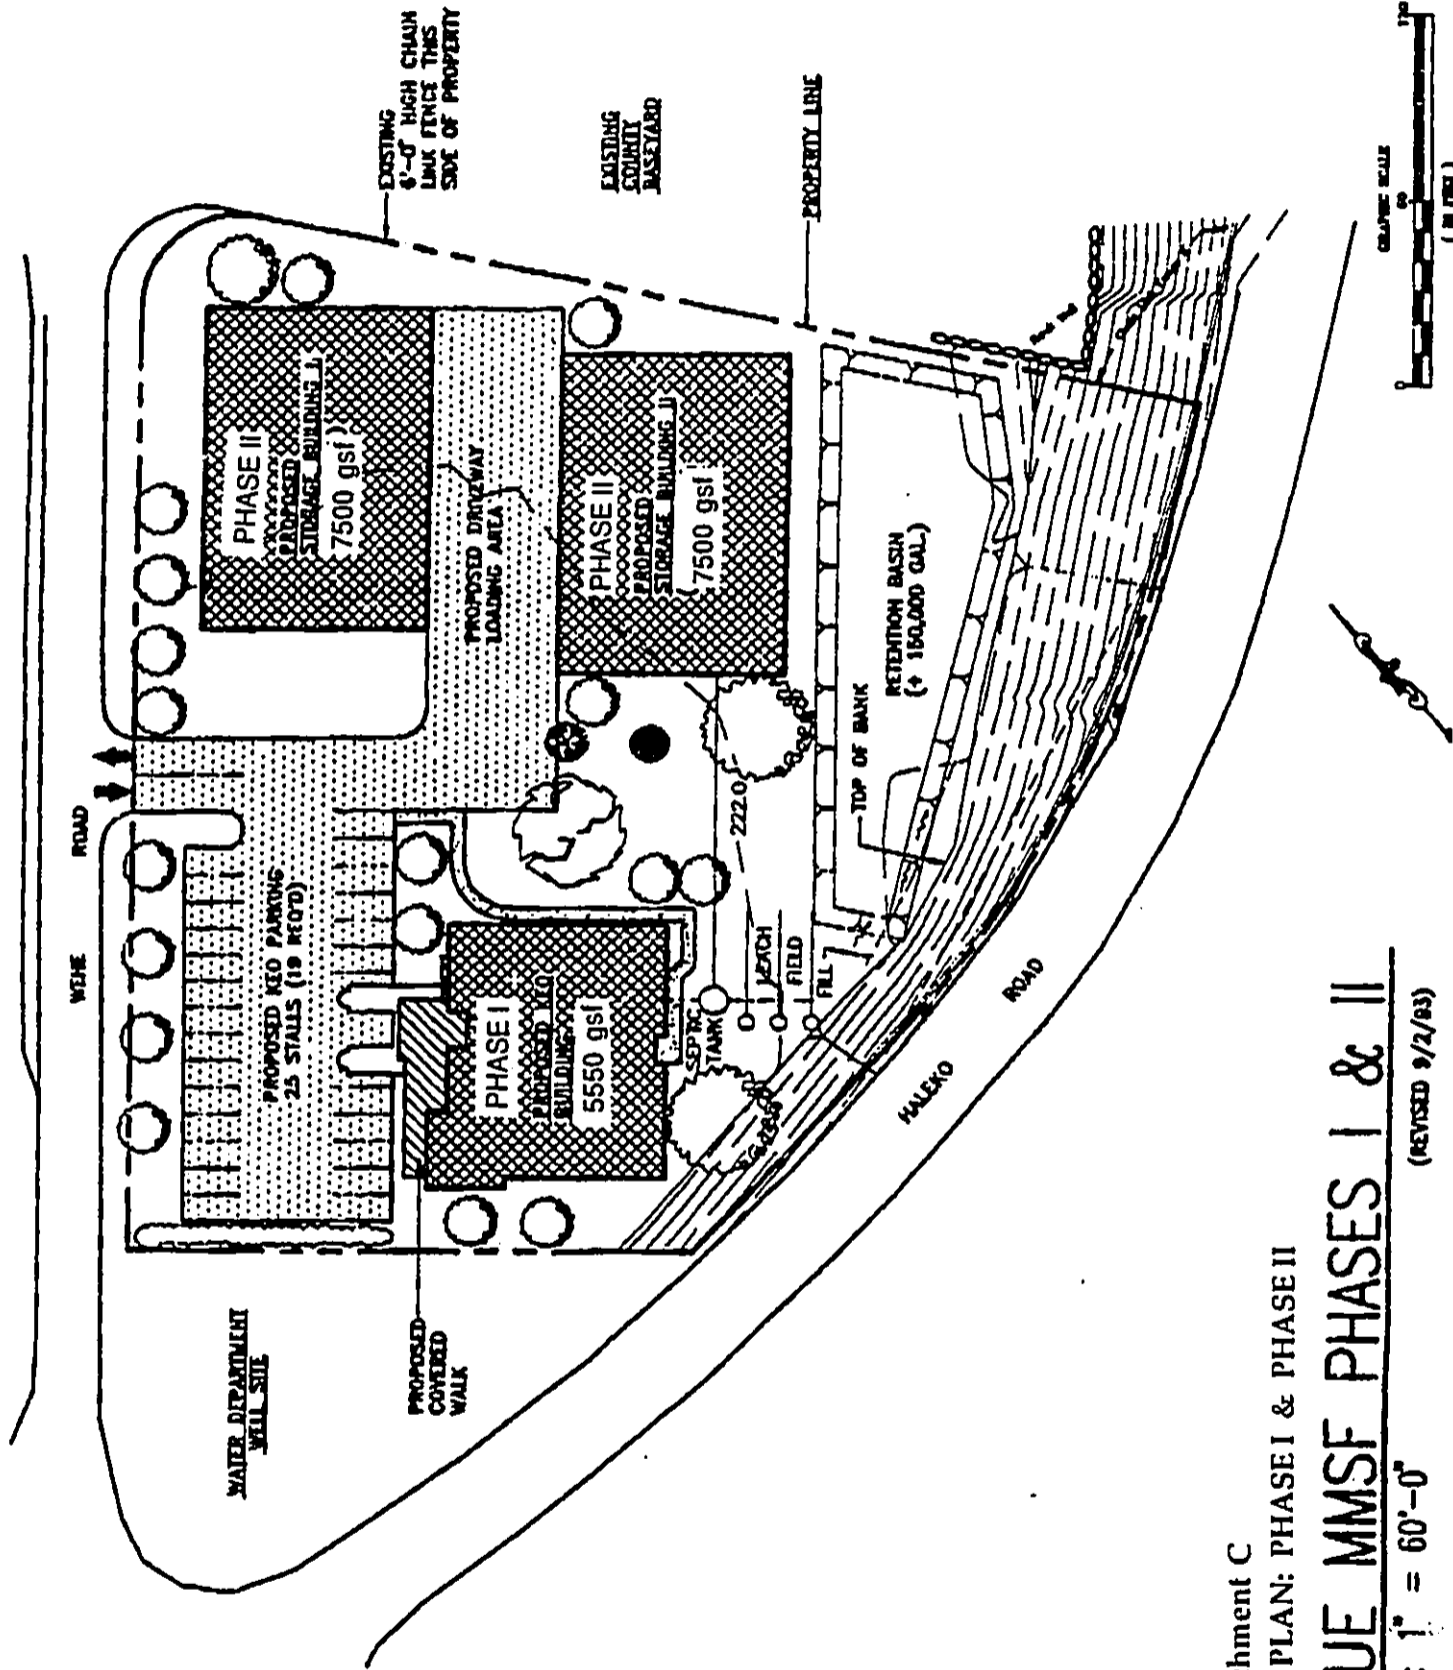 WEHE ROAD
EXISTING
6'-0" HIGH CHAIN
LINK FENCE THIS
SIDE OF PROPERTY
EXISTING
COUNTY
BASEYARD
PROPERTY LINE
PHASE II
PROPOSED
STORAGE BUILDING I
7500 gsf
PROPOSED DRIVEWAY
LOADING AREA
PHASE II
PROPOSED
STORAGE BUILDING II
7500 gsf
PROPOSED KEO PARKING
25 STALLS (19 REQ'D)
PHASE I
PROPOSED KEO
BUILDING
5550 gsf
SEPTIC
TANK
LEACH
FIELD
FILL
222.0
TOP OF BANK
RETENTION BASIN
(+ 150,000 GAL.)
HALEKO ROAD
WATER DEPARTMENT
WELL SITE
PROPOSED
COVERED
WALK
GRAPHIC SCALE
0 60 120
( IN FEET )
hment C
PLAN: PHASE I & PHASE II
UE MMSF PHASES I & II
1" = 60'-0"
(REVISED 9/2/93)